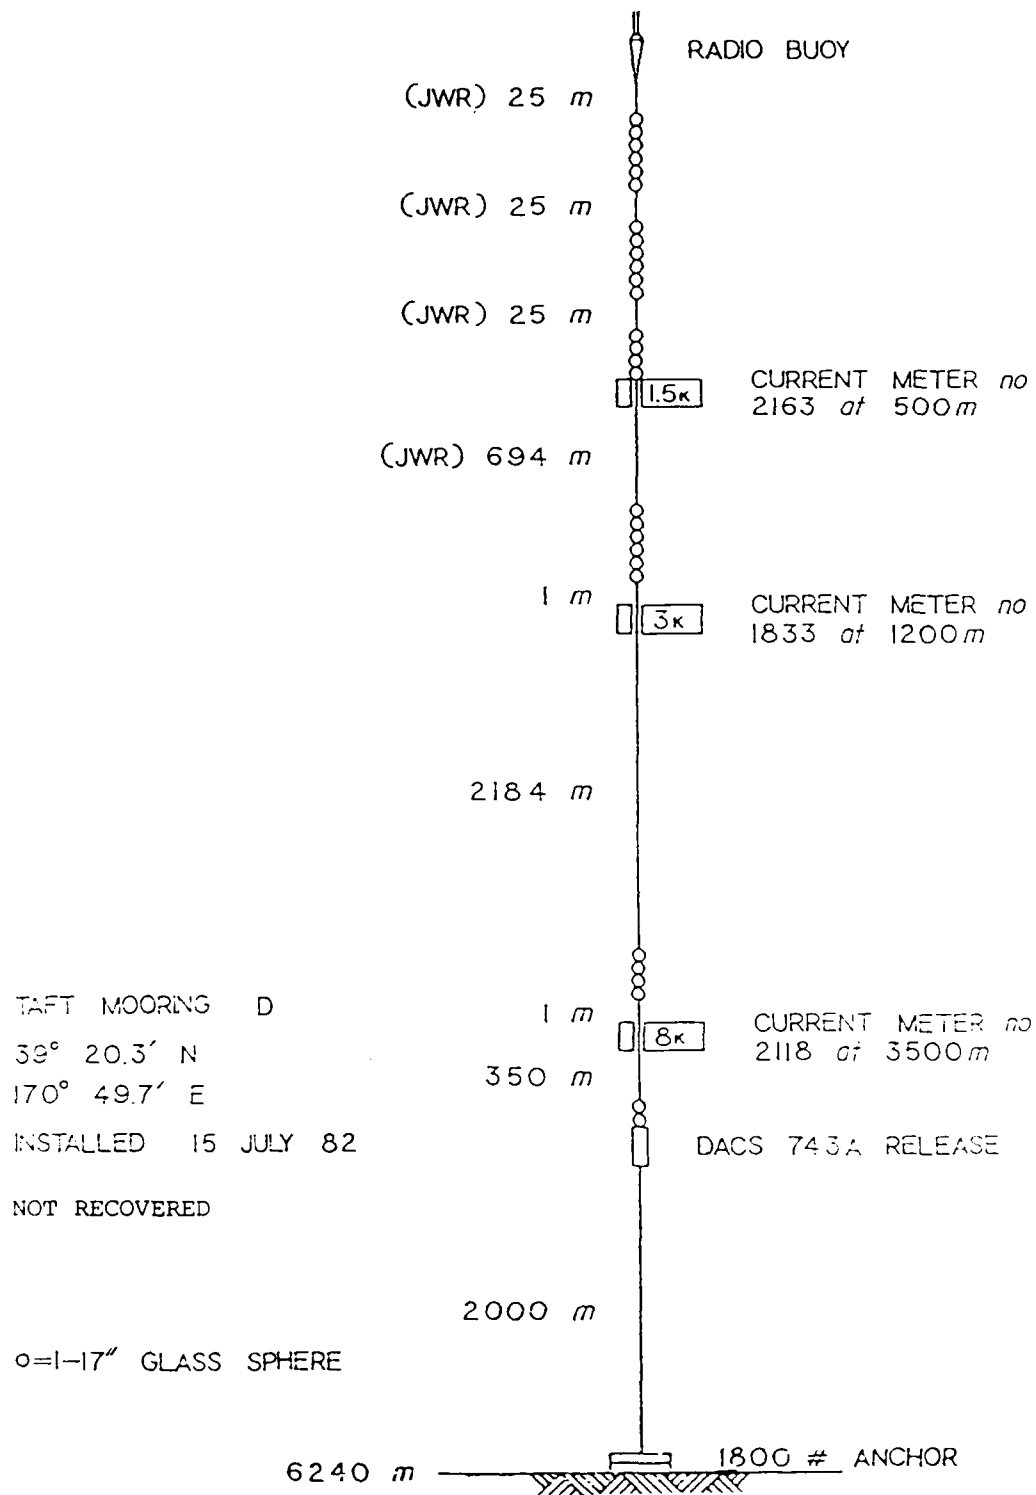 RADIO BUOY
(JWR) 25 m
(JWR) 25 m
(JWR) 25 m
1.5K
CURRENT METER no
2163 at 500m
(JWR) 694 m
1 m
3K
CURRENT METER no
1833 at 1200m
2184 m
TAFT MOORING D
39° 20.3′ N
170° 49.7′ E
INSTALLED 15 JULY 82
NOT RECOVERED
1 m
8K
CURRENT METER no
2118 at 3500m
350 m
DACS 743A RELEASE
2000 m
o=1-17″ GLASS SPHERE
1800 # ANCHOR
6240 m